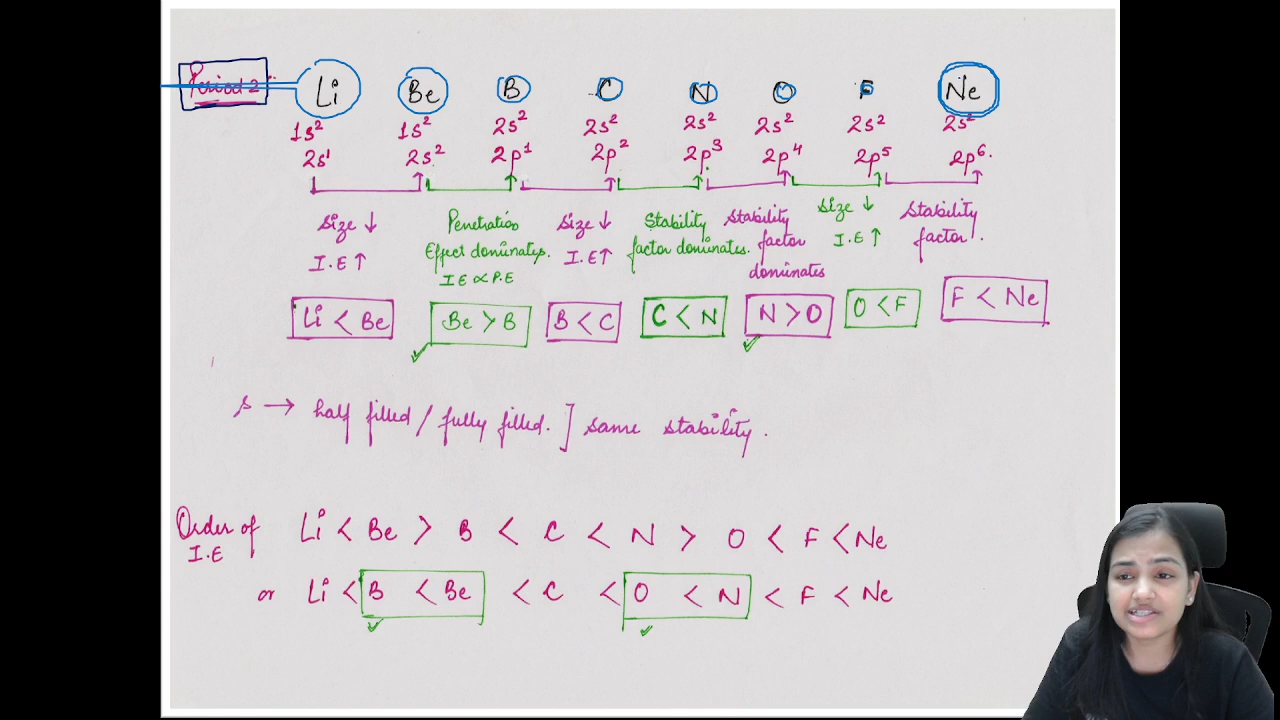 Period 2 Li Be B C N O F Ne
1s² 1s² 2s² 2s² 2s² 2s² 2s² 2s²
2s¹ 2s² 2p¹ 2p² 2p³ 2p⁴ 2p⁵ 2p⁶.
Size ↓
I.E ↑
Penetration
Effect dominates.
I E ∝ P.E
Size ↓
I.E ↑
Stability
factor dominates.
Stability
factor
dominates
Size ↓
I.E ↑
Stability
factor.
Li < Be
Be > B
B < C
C < N
N > O
O < F
F < Ne
s → half filled / fully filled. ] same stability.
Order of I.E
Li < Be > B < C < N > O < F < Ne
or Li < B < Be < C < O < N < F < Ne